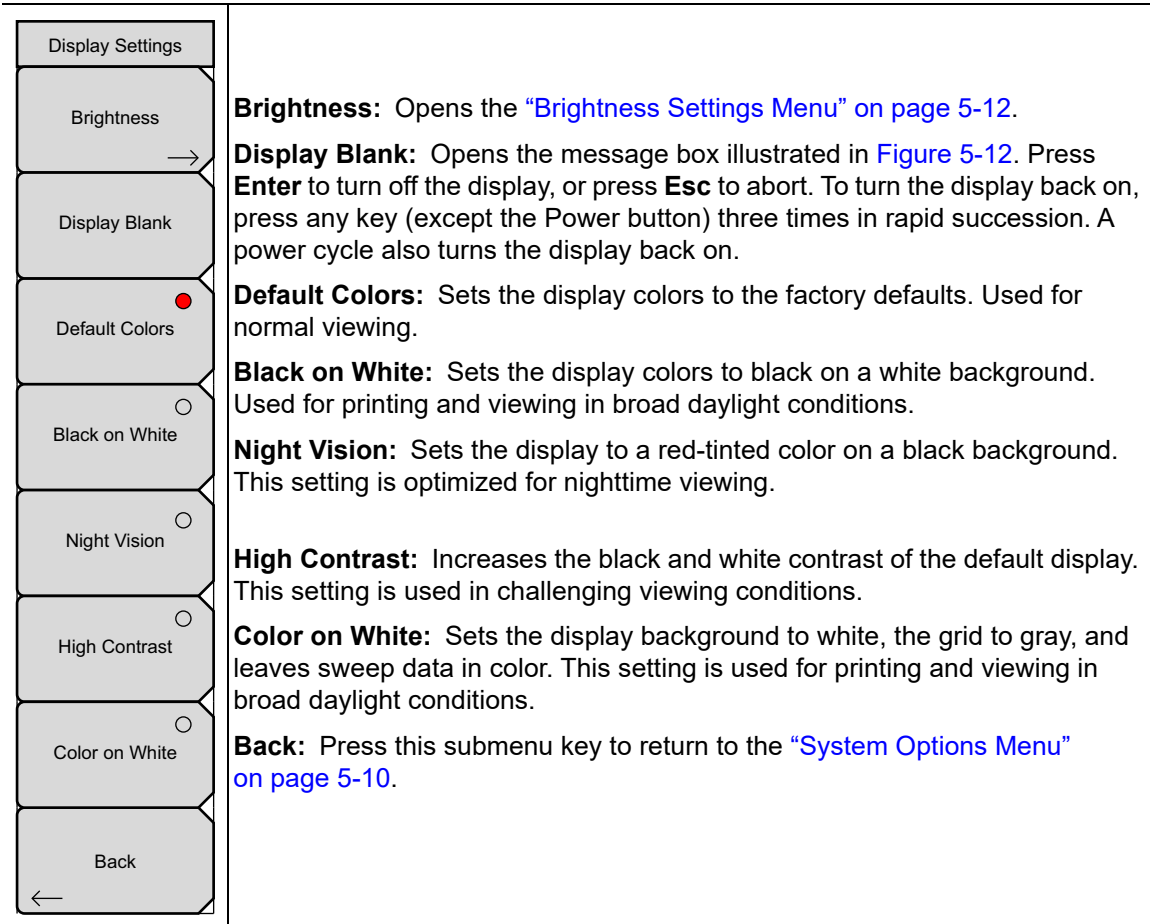 Display Settings
Brightness
Display Blank
Default Colors
Black on White
Night Vision
High Contrast
Color on White
Back
Brightness: Opens the “Brightness Settings Menu” on page 5-12.
Display Blank: Opens the message box illustrated in Figure 5-12. Press
Enter to turn off the display, or press Esc to abort. To turn the display back on,
press any key (except the Power button) three times in rapid succession. A
power cycle also turns the display back on.
Default Colors: Sets the display colors to the factory defaults. Used for
normal viewing.
Black on White: Sets the display colors to black on a white background.
Used for printing and viewing in broad daylight conditions.
Night Vision: Sets the display to a red-tinted color on a black background.
This setting is optimized for nighttime viewing.
High Contrast: Increases the black and white contrast of the default display.
This setting is used in challenging viewing conditions.
Color on White: Sets the display background to white, the grid to gray, and
leaves sweep data in color. This setting is used for printing and viewing in
broad daylight conditions.
Back: Press this submenu key to return to the “System Options Menu”
on page 5-10.